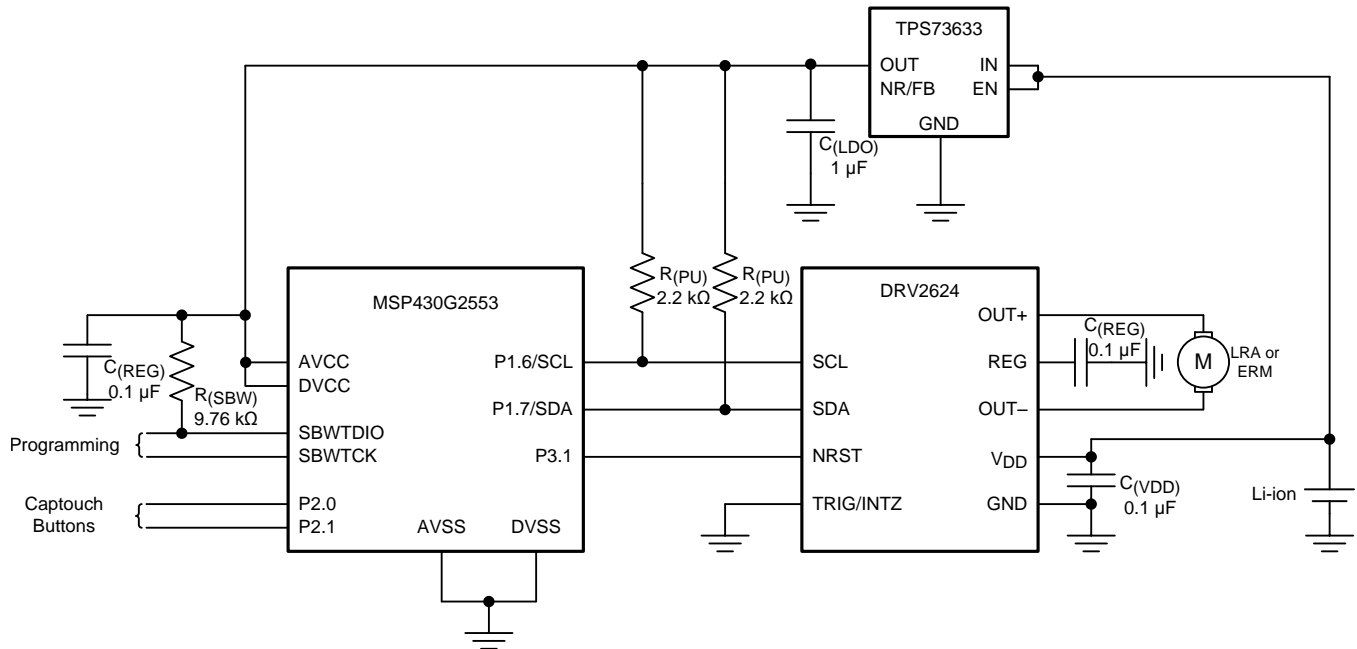 TPS73633
OUT
IN
NR/FB
EN
GND
C(LDO)
1 µF
R(PU)
2.2 kΩ
R(PU)
2.2 kΩ
MSP430G2553
DRV2624
C(REG)
0.1 µF
R(SBW)
9.76 kΩ
AVCC
DVCC
P1.6/SCL
SCL
OUT+
REG
C(REG)
0.1 µF
M
LRA or
ERM
P1.7/SDA
SDA
OUT–
Programming
SBWTDIO
SBWTCK
P3.1
NRST
VDD
C(VDD)
0.1 µF
Li-ion
Captouch
Buttons
P2.0
P2.1
AVSS
DVSS
TRIG/INTZ
GND